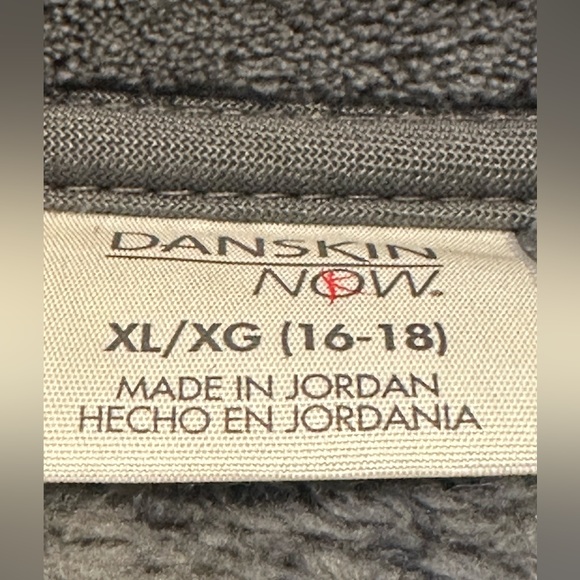 DANSKIN
NOW.
XL/XG (16-18)
MADE IN JORDAN
HECHO EN JORDANIA